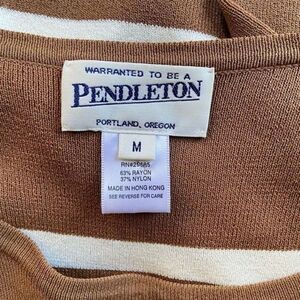 WARRANTED TO BE A
PENDLETON
PORTLAND, OREGON
M
RN#29685
63% RAYON
37% NYLON
MADE IN HONG KONG
SEE REVERSE FOR CARE